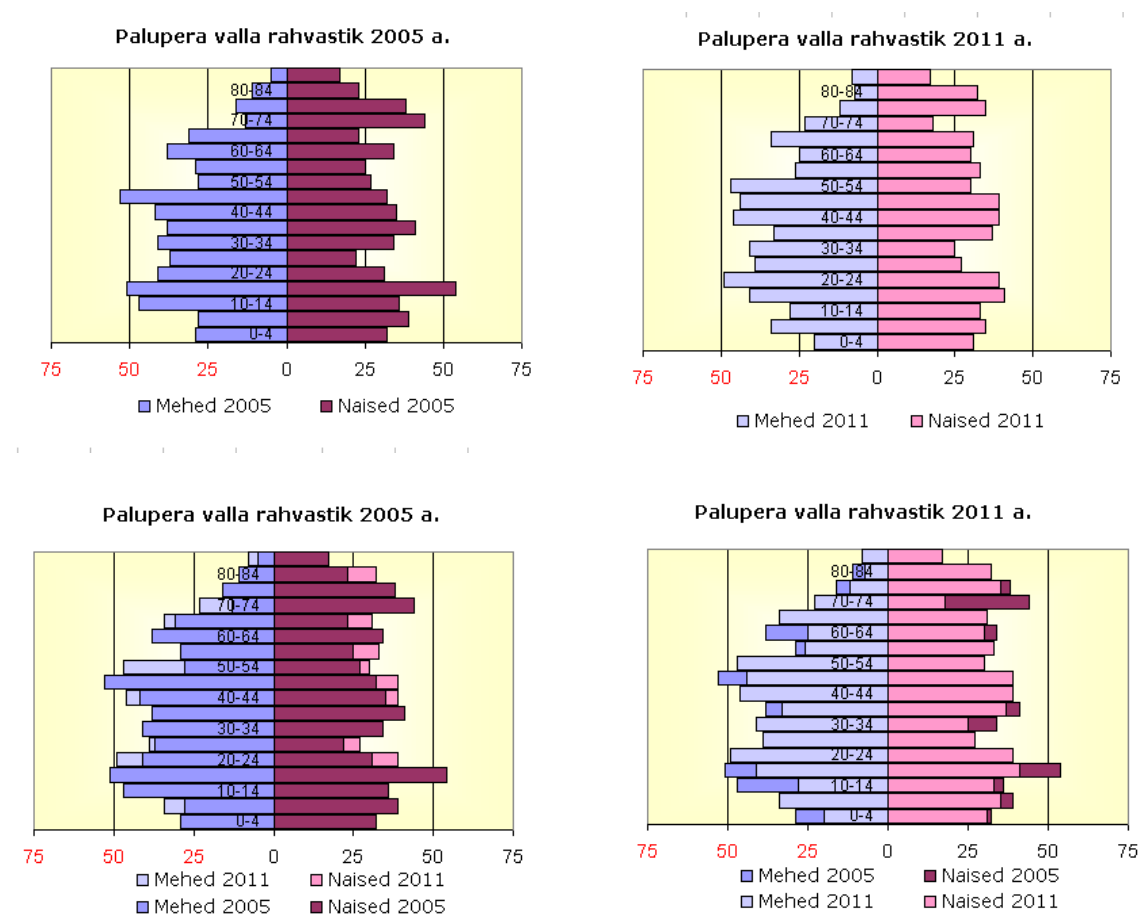 Palupera valla rahvastik 2005 a.
80-84
70-74
60-64
50-54
40-44
30-34
20-24
10-14
0-4
75 50 25 0 25 50 75
Mehed 2005 Naised 2005
Palupera valla rahvastik 2011 a.
80-84
70-74
60-64
50-54
40-44
30-34
20-24
10-14
0-4
75 50 25 0 25 50 75
Mehed 2011 Naised 2011
Palupera valla rahvastik 2005 a.
80-84
70-74
60-64
50-54
40-44
30-34
20-24
10-14
0-4
75 50 25 0 25 50 75
Mehed 2011 Naised 2011
Mehed 2005 Naised 2005
Palupera valla rahvastik 2011 a.
80-84
70-74
60-64
50-54
40-44
30-34
20-24
10-14
0-4
75 50 25 0 25 50 75
Mehed 2005 Naised 2005
Mehed 2011 Naised 2011